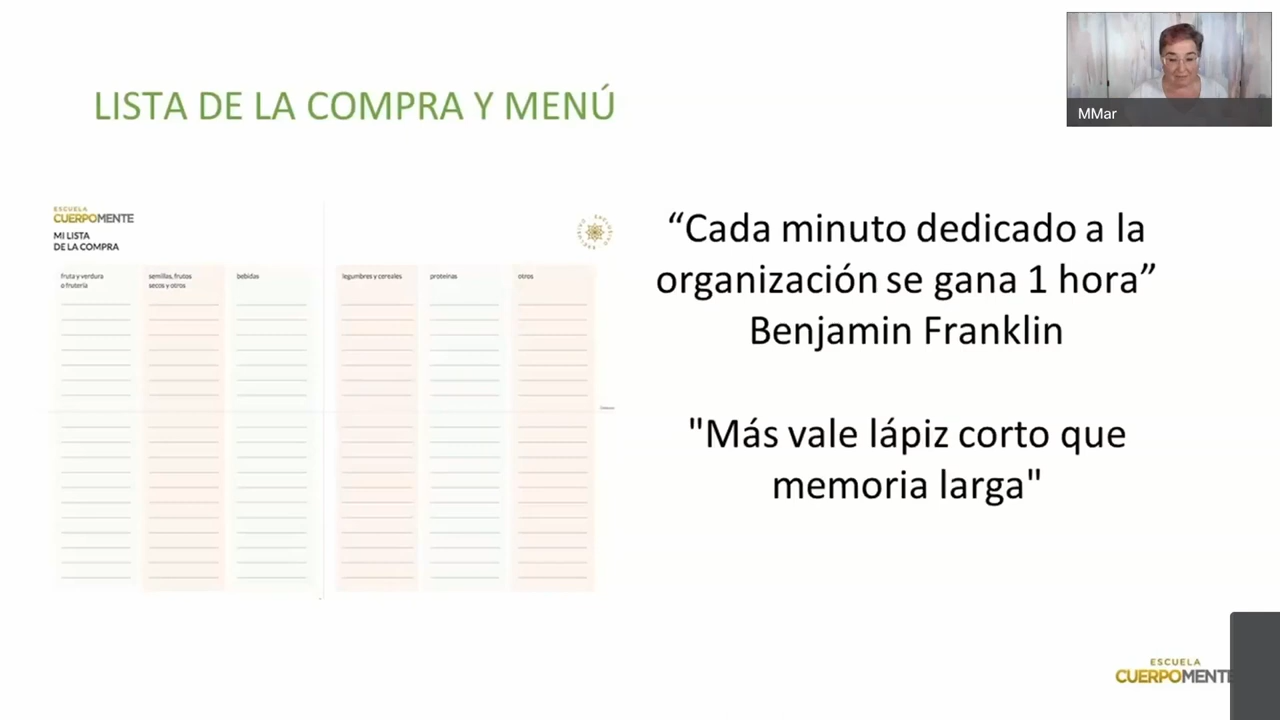 LISTA DE LA COMPRA Y MENÚ
MMar
ESCUELA
CUERPOMENTE
MI LISTA
DE LA COMPRA
fruta y verdura
o frutería
semillas, frutos
secos y otros
bebidas
legumbres y cereales
proteínas
otros
“Cada minuto dedicado a la
organización se gana 1 hora”
Benjamin Franklin
"Más vale lápiz corto que
memoria larga"
ESCUELA
CUERPOMENTE